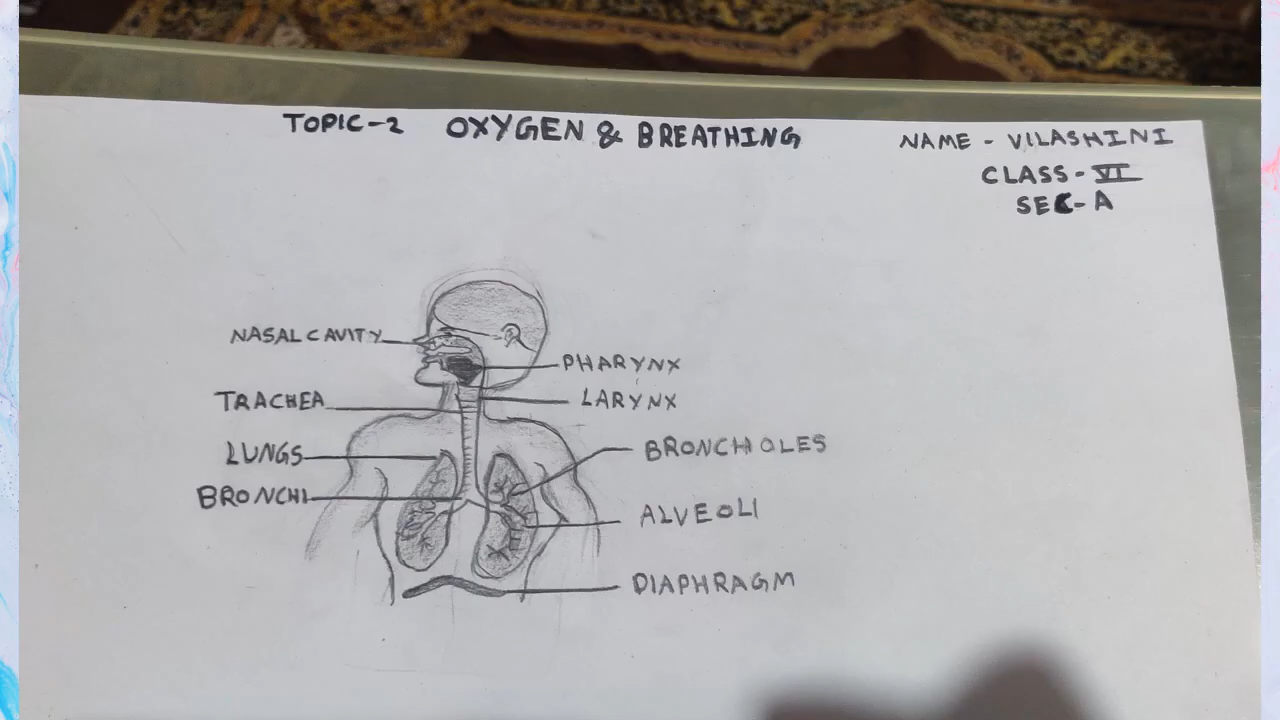 TOPIC-2 OXYGEN & BREATHING
NAME - VILASHINI
CLASS - VI
SEC - A
NASAL CAVITY
PHARYNX
TRACHEA
LARYNX
LUNGS
BRONCHOLES
BRONCHI
ALVEOLI
DIAPHRAGM